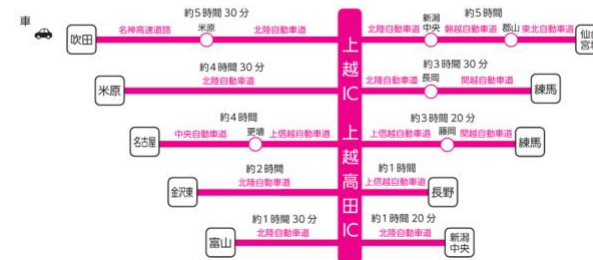 車
約5時間30分
吹田
名神高速道路
米原
北陸自動車道
約5時間
北陸自動車道
新潟中央
磐越自動車道
郡山
東北自動車道
約4時間30分
米原
北陸自動車道
約3時間30分
北陸自動車道
長岡
関越自動車道
練馬
約4時間
名古屋
中央自動車道
更埴
上信越自動車道
約3時間20分
上信越自動車道
藤岡
関越自動車道
練馬
約2時間
金沢東
北陸自動車道
約1時間
上信越自動車道
長野
約1時間30分
富山
北陸自動車道
約1時間20分
北陸自動車道
新潟中央
上越IC
上越高田IC